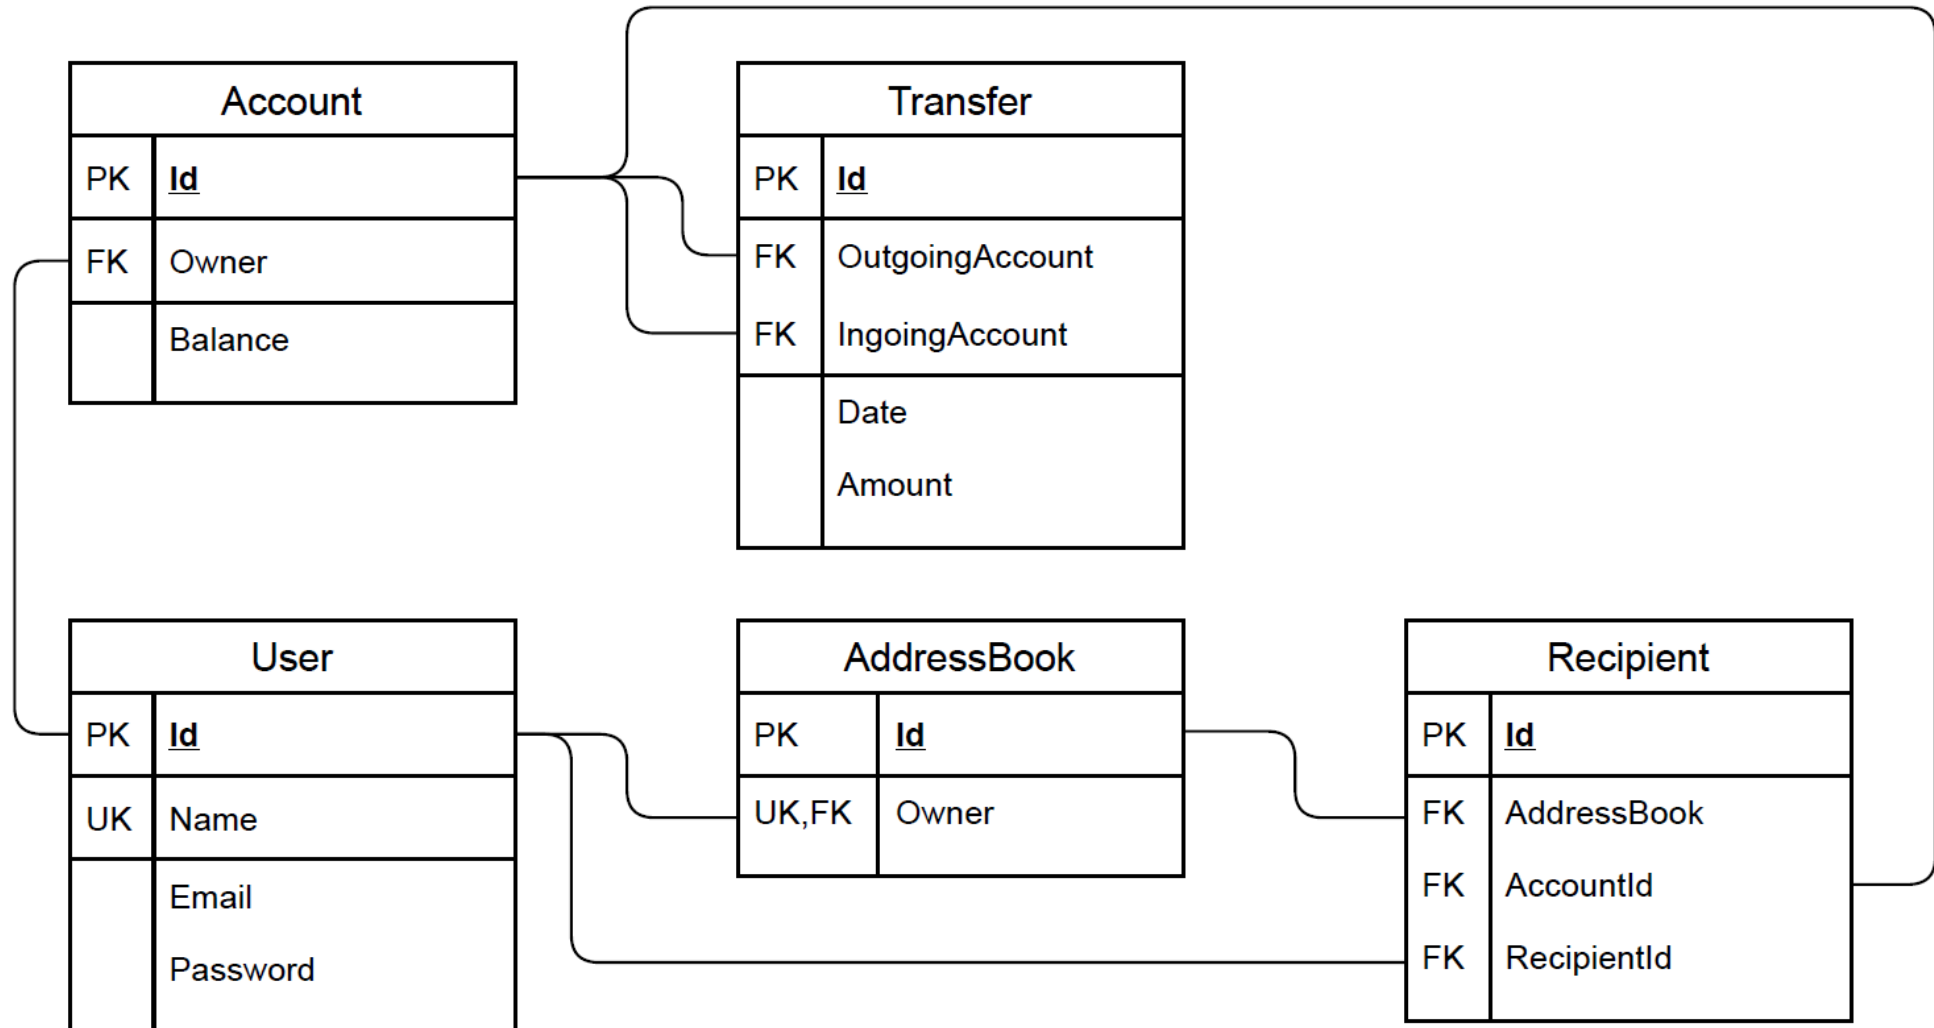 Account
PK Id
FK Owner
Balance
Transfer
PK Id
FK OutgoingAccount
FK IngoingAccount
Date
Amount
User
PK Id
UK Name
Email
Password
AddressBook
PK Id
UK,FK Owner
Recipient
PK Id
FK AddressBook
FK AccountId
FK RecipientId